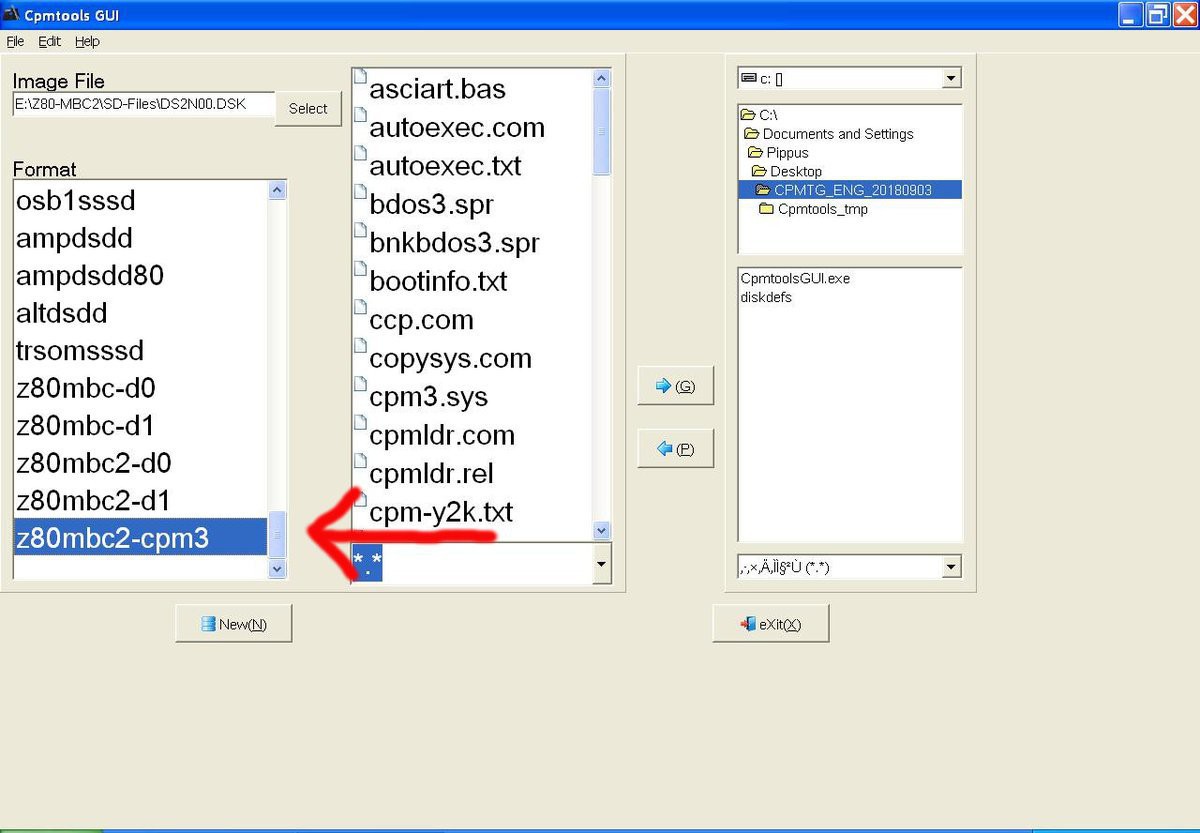 Cpmtools GUI
File Edit Help
Image File
E:\Z80-MBC2\SD-Files\DS2N00.DSK
Select
Format
osb1sssd
ampdsdd
ampdsdd80
altdsdd
trsomsssd
z80mbc-d0
z80mbc-d1
z80mbc2-d0
z80mbc2-d1
z80mbc2-cpm3
New(N)
asciart.bas
autoexec.com
autoexec.txt
bdos3.spr
bnkbdos3.spr
bootinfo.txt
ccp.com
copysys.com
cpm3.sys
cpmldr.com
cpmldr.rel
cpm-y2k.txt
*.*
(G)
(P)
c: []
C:\
Documents and Settings
Pippus
Desktop
CPMTG_ENG_20180903
Cpmtools_tmp
CpmtoolsGUI.exe
diskdefs
(*.*)
eXit(X)